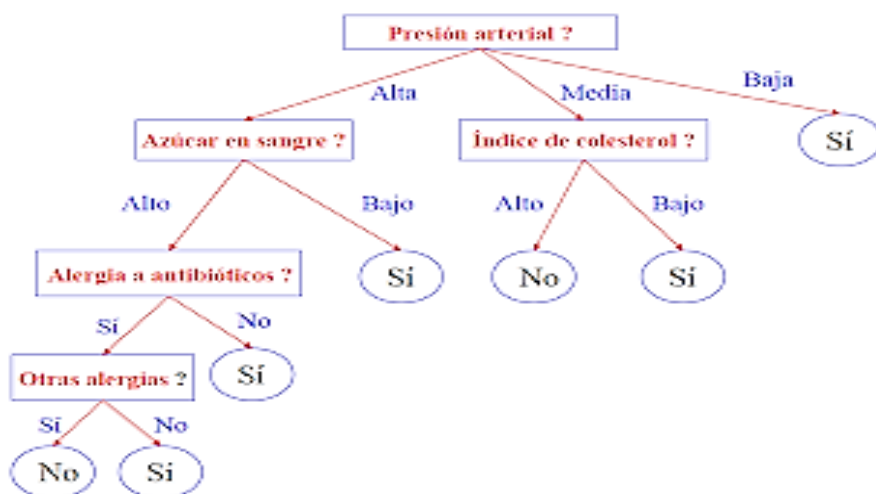 Presión arterial ?
Alta
Media
Baja
Azúcar en sangre ?
Índice de colesterol ?
Sí
Alto
Bajo
Alto
Bajo
Alergia a antibióticos ?
Sí
No
Sí
Sí
No
Otras alergias ?
Sí
Sí
No
No
Sí